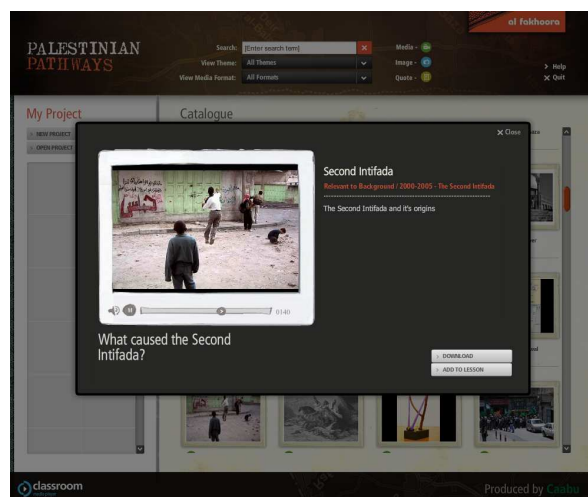 al fakhoora
PALESTINIAN
PATHWAYS
Search: [Enter search term] X
View Theme: All Themes
View Media Format: All Formats
Media -
Image -
Quote -
> Help
X Quit
My Project
> NEW PROJECT
> OPEN PROJECT
Catalogue
X Close
Second Intifada
Relevant to Background / 2000-2005 - The Second Intifada
The Second Intifada and it's origins
0140
What caused the Second
Intifada?
> DOWNLOAD
> ADD TO LESSON
classroom
Produced by Caabu